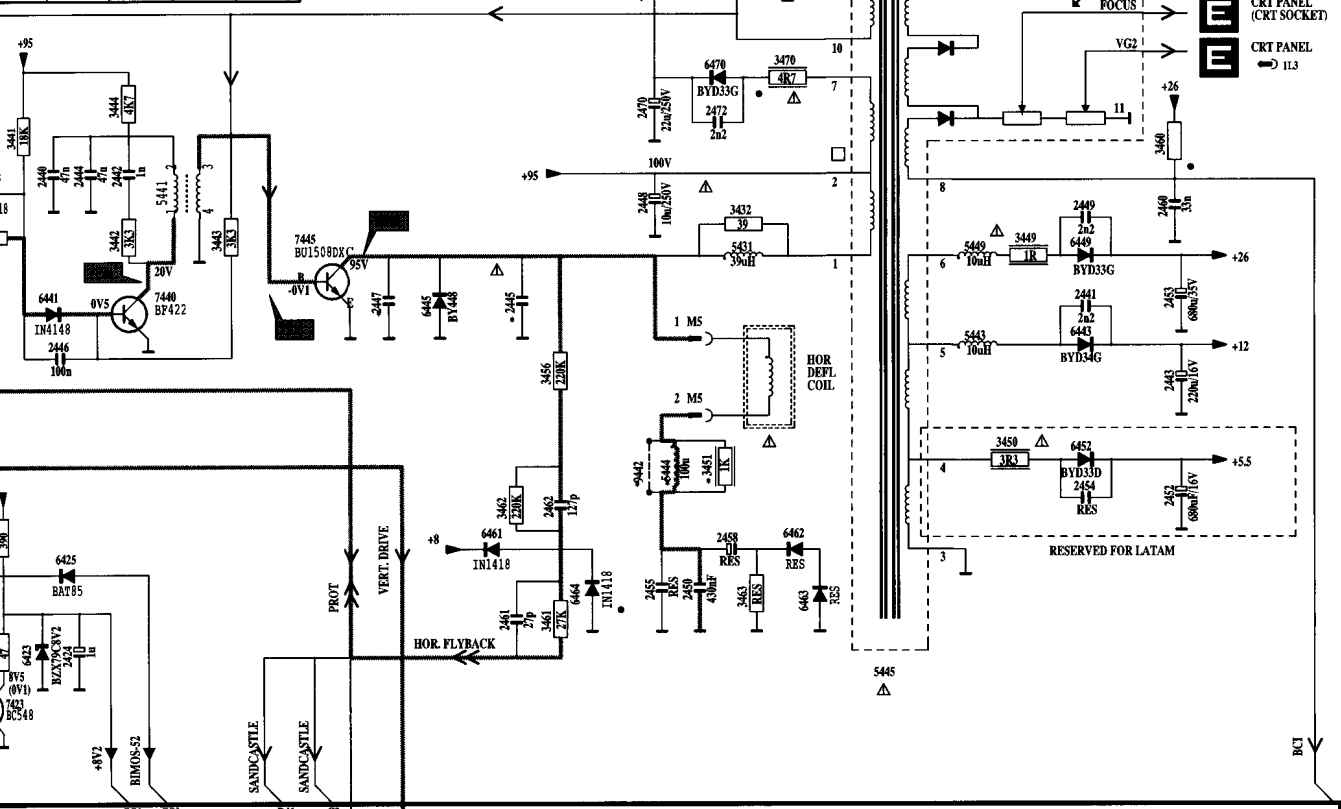 FOCUS
E
CRT PANEL
(CRT SOCKET)
VG2
E
CRT PANEL
1L3
+95
10
6470
BYD33G
3470
4R7
7
2472
2n2
2470
22u/250V
11
+26
3460
3444
4K7
3441
18K
2440
47n
2444
47n
2442
1n
5441
2
3
1
4
100V
+95
2
2448
10u/250V
8
2460
33n
3442
3K3
3443
3K3
3432
39
5431
39uH
1
2449
2n2
5449
10uH
3449
1R
6449
BYD33G
6
+26
2453
680u/35V
7445
BU1508DX
95V
C
B
-0V1
E
20V
7440
BF422
0V5
6441
IN4148
2446
100n
2447
6445
BY448
2445
1 M5
2441
2n2
5443
10uH
6443
BYD34G
5
+12
2443
220u/16V
HOR
DEFL
COIL
3456
220K
2 M5
9442
5444
100u
3451
1K
3450
3R3
6452
BYD33D
2454
RES
4
+5.5
2452
680uF/16V
RESERVED FOR LATAM
3
3462
220K
2462
127p
+8
6461
IN1418
6464
IN1418
2458
RES
6462
RES
2455
RES
2450
430nF
3463
RES
6463
RES
390
6425
BAT85
PROT
VERT. DRIVE
2461
27p
3461
27K
HOR. FLYBACK
47
6423
BZX79C8V2
2424
1u
8V5
(0V1)
7423
BC548
5445
+8V2
BIMOS-52
SANDCASTLE
SANDCASTLE
BCI